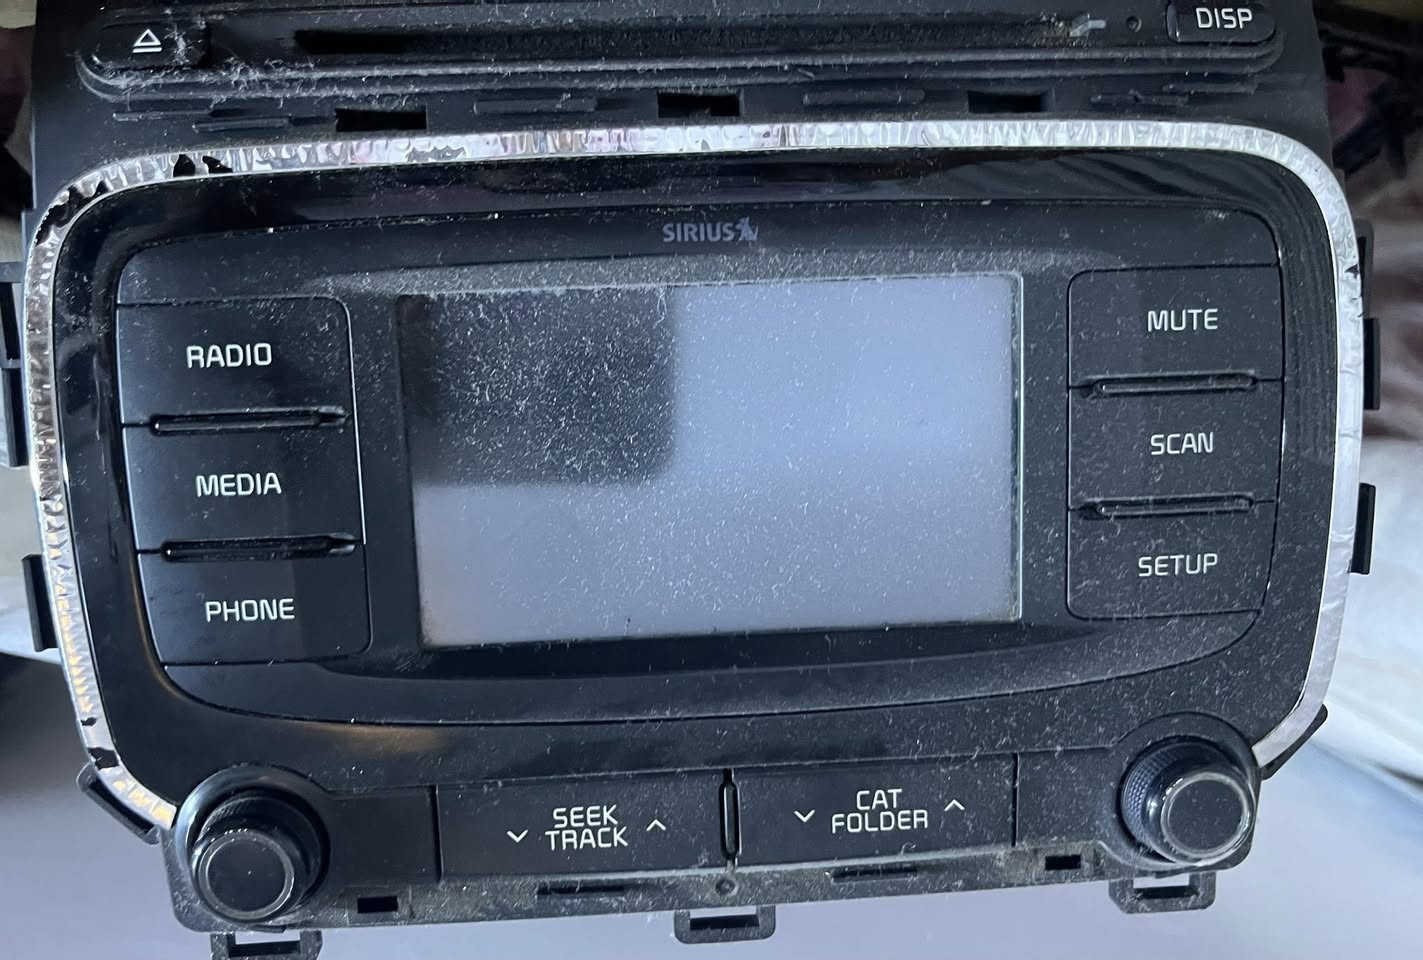 DISP
SIRIUS
RADIO
MUTE
MEDIA
SCAN
PHONE
SETUP
SEEK
TRACK
CAT
FOLDER